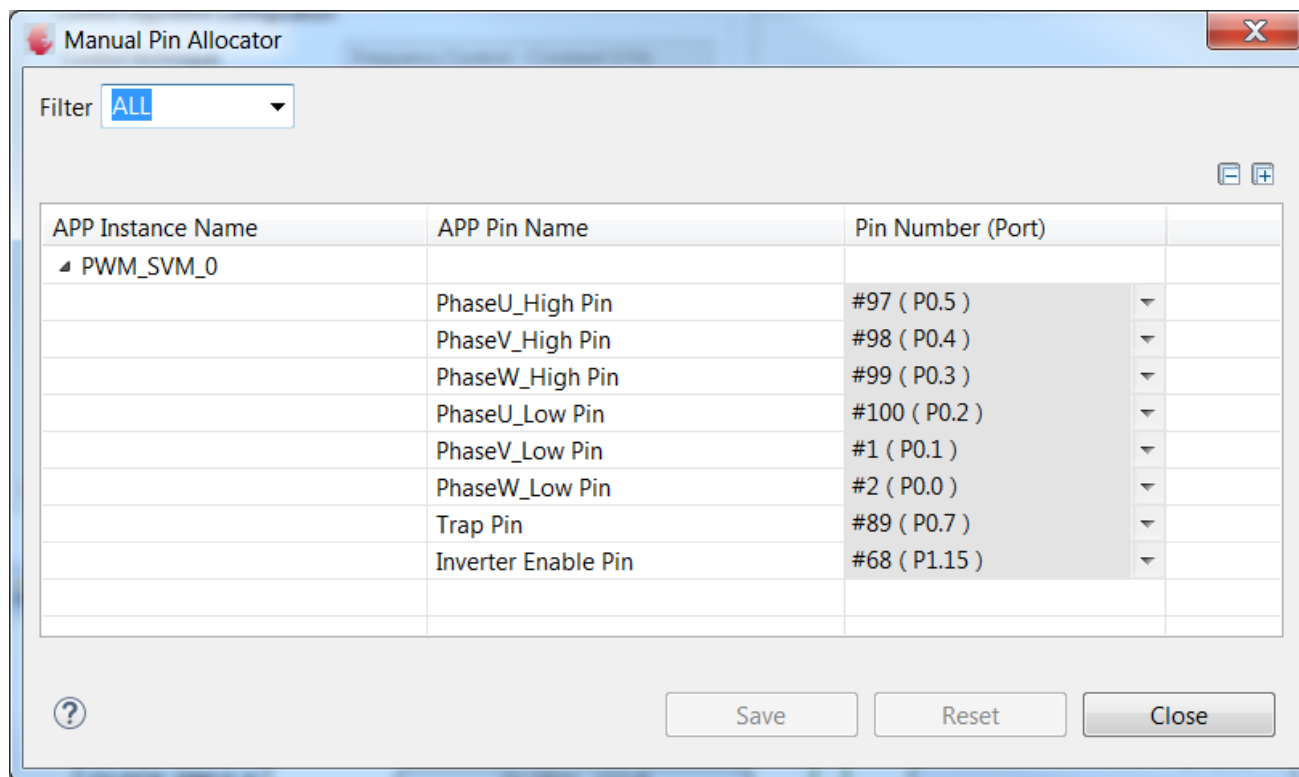 Manual Pin Allocator
Filter ALL
APP Instance Name APP Pin Name Pin Number (Port)
PWM_SVM_0
PhaseU_High Pin #97 ( P0.5 )
PhaseV_High Pin #98 ( P0.4 )
PhaseW_High Pin #99 ( P0.3 )
PhaseU_Low Pin #100 ( P0.2 )
PhaseV_Low Pin #1 ( P0.1 )
PhaseW_Low Pin #2 ( P0.0 )
Trap Pin #89 ( P0.7 )
Inverter Enable Pin #68 ( P1.15 )
? Save Reset Close